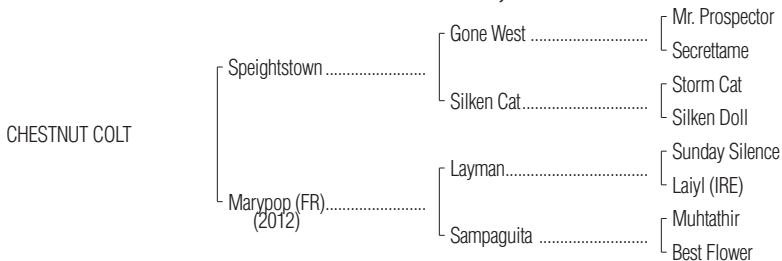 Mr. Prospector
Gone West ..............................
Secrettame
Speightstown .........................
Storm Cat
Silken Cat................................
Silken Doll
CHESTNUT COLT
Sunday Silence
Layman....................................
Laiyl (IRE)
Marypop (FR).........................
(2012)
Muhtathir
Sampaguita ............................
Best Flower